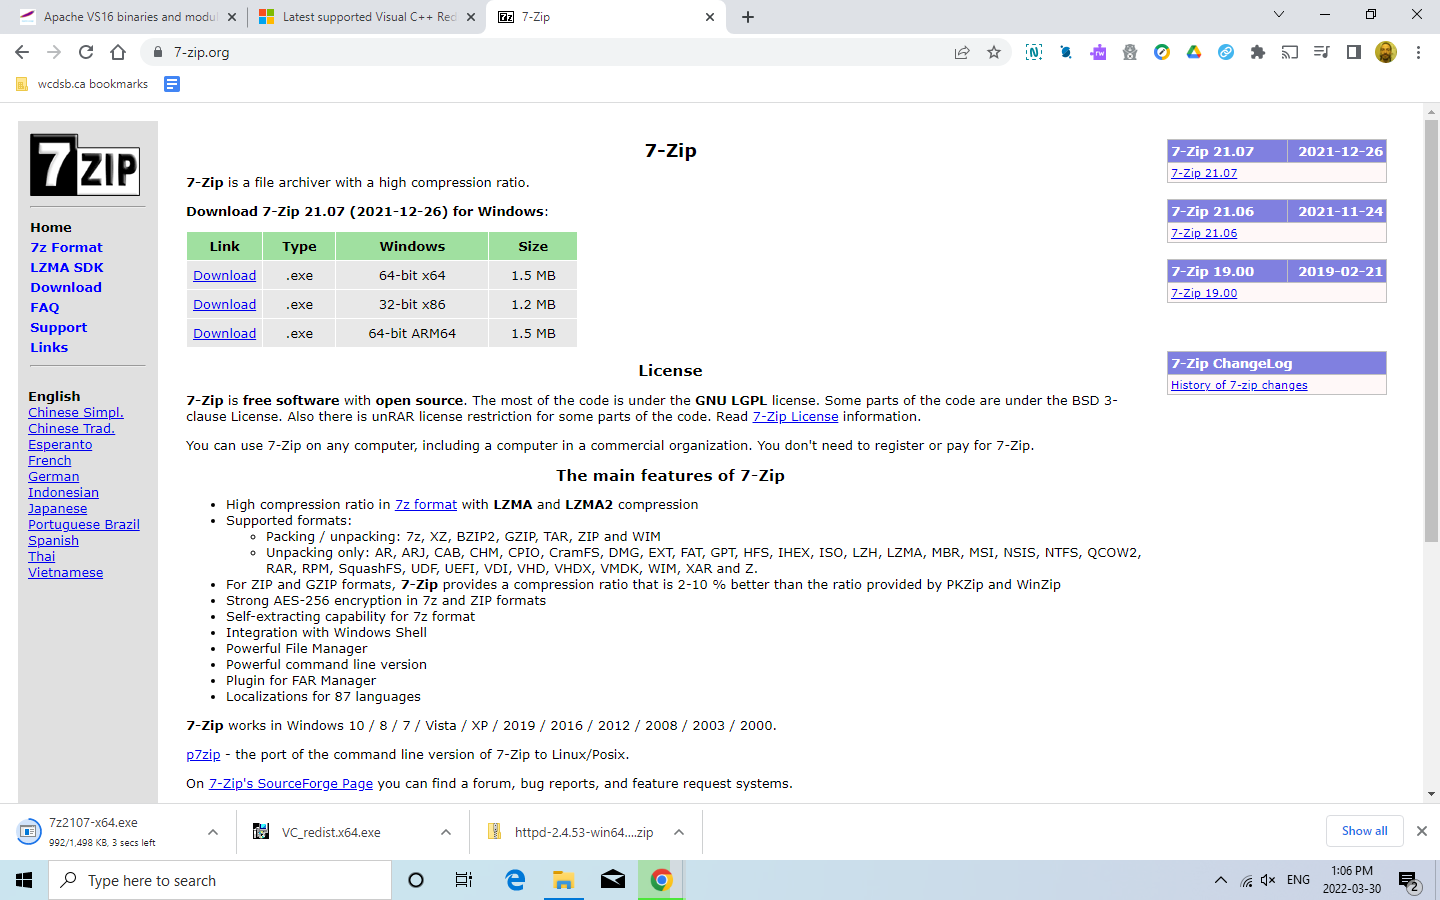 Apache VS16 binaries and modul
Latest supported Visual C++ Red
7-Zip
7-zip.org
wcdsb.ca bookmarks
7ZIP
Home
7z Format
LZMA SDK
Download
FAQ
Support
Links
English
Chinese Simpl.
Chinese Trad.
Esperanto
French
German
Indonesian
Japanese
Portuguese Brazil
Spanish
Thai
Vietnamese
7-Zip
7-Zip is a file archiver with a high compression ratio.
Download 7-Zip 21.07 (2021-12-26) for Windows:
Link Type Windows Size
Download .exe 64-bit x64 1.5 MB
Download .exe 32-bit x86 1.2 MB
Download .exe 64-bit ARM64 1.5 MB
License
7-Zip is free software with open source. The most of the code is under the GNU LGPL license. Some parts of the code are under the BSD 3-
clause License. Also there is unRAR license restriction for some parts of the code. Read 7-Zip License information.
You can use 7-Zip on any computer, including a computer in a commercial organization. You don't need to register or pay for 7-Zip.
The main features of 7-Zip
High compression ratio in 7z format with LZMA and LZMA2 compression
Supported formats:
Packing / unpacking: 7z, XZ, BZIP2, GZIP, TAR, ZIP and WIM
Unpacking only: AR, ARJ, CAB, CHM, CPIO, CramFS, DMG, EXT, FAT, GPT, HFS, IHEX, ISO, LZH, LZMA, MBR, MSI, NSIS, NTFS, QCOW2,
RAR, RPM, SquashFS, UDF, UEFI, VDI, VHD, VHDX, VMDK, WIM, XAR and Z.
For ZIP and GZIP formats, 7-Zip provides a compression ratio that is 2-10 % better than the ratio provided by PKZip and WinZip
Strong AES-256 encryption in 7z and ZIP formats
Self-extracting capability for 7z format
Integration with Windows Shell
Powerful File Manager
Powerful command line version
Plugin for FAR Manager
Localizations for 87 languages
7-Zip works in Windows 10 / 8 / 7 / Vista / XP / 2019 / 2016 / 2012 / 2008 / 2003 / 2000.
p7zip - the port of the command line version of 7-Zip to Linux/Posix.
On 7-Zip's SourceForge Page you can find a forum, bug reports, and feature request systems.
7-Zip 21.07 2021-12-26
7-Zip 21.07
7-Zip 21.06 2021-11-24
7-Zip 21.06
7-Zip 19.00 2019-02-21
7-Zip 19.00
7-Zip ChangeLog
History of 7-zip changes
7z2107-x64.exe
992/1,498 KB, 3 secs left
VC_redist.x64.exe
httpd-2.4.53-win64....zip
Show all
Type here to search
ENG
1:06 PM
2022-03-30
2